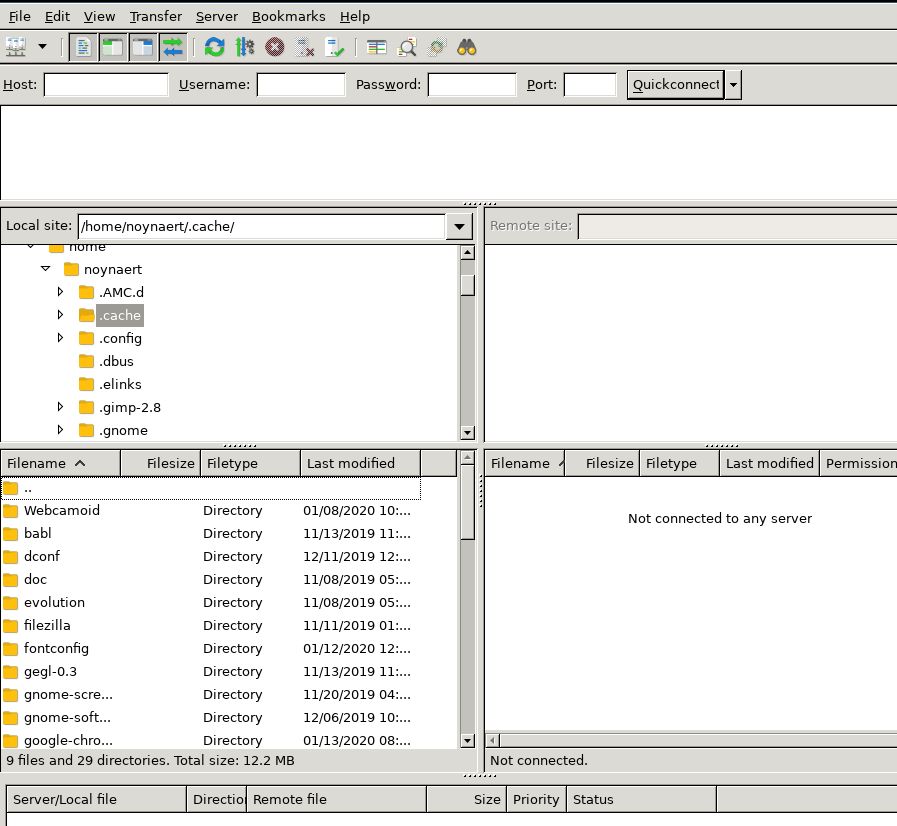 File Edit View Transfer Server Bookmarks Help
Host: Username: Password: Port: Quickconnect
Local site: /home/noynaert/.cache/
Remote site:
home
noynaert
.AMC.d
.cache
.config
.dbus
.elinks
.gimp-2.8
.gnome
Filename Filesize Filetype Last modified
..
Webcamoid Directory 01/08/2020 10:...
babl Directory 11/13/2019 11:...
dconf Directory 12/11/2019 12:...
doc Directory 11/08/2019 05:...
evolution Directory 11/08/2019 05:...
filezilla Directory 11/11/2019 01:...
fontconfig Directory 01/12/2020 12:...
gegl-0.3 Directory 11/13/2019 11:...
gnome-scre... Directory 11/20/2019 04:...
gnome-soft... Directory 12/06/2019 10:...
google-chro... Directory 01/13/2020 08:...
9 files and 29 directories. Total size: 12.2 MB
Filename Filesize Filetype Last modified Permission
Not connected to any server
Not connected.
Server/Local file Direction Remote file Size Priority Status